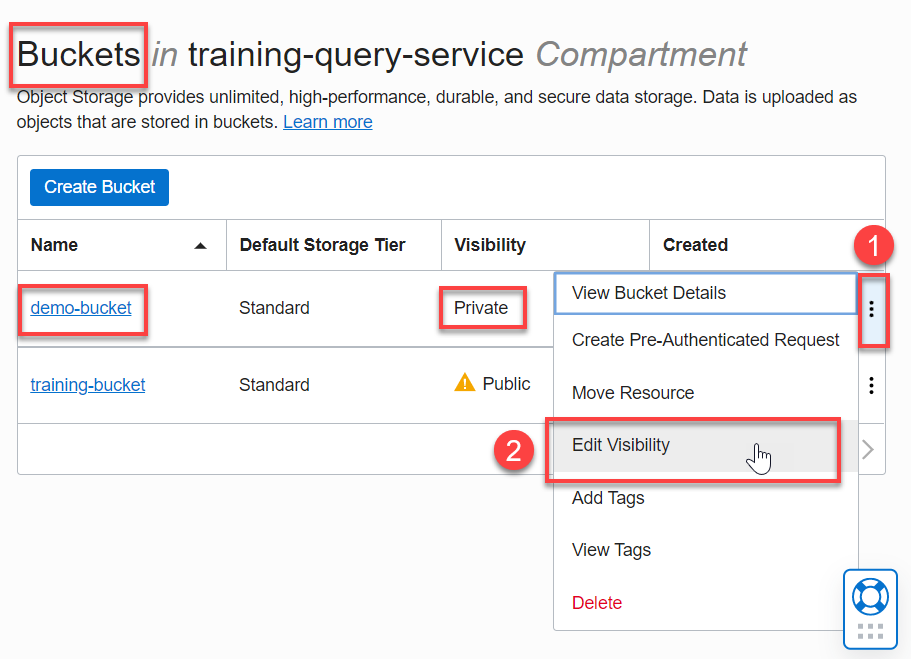 Buckets in training-query-service Compartment
Object Storage provides unlimited, high-performance, durable, and secure data storage. Data is uploaded as
objects that are stored in buckets. Learn more
Create Bucket
Name Default Storage Tier Visibility Created
1
demo-bucket Standard Private
View Bucket Details
Create Pre-Authenticated Request
training-bucket Standard Public
Move Resource
2 Edit Visibility
Add Tags
View Tags
Delete